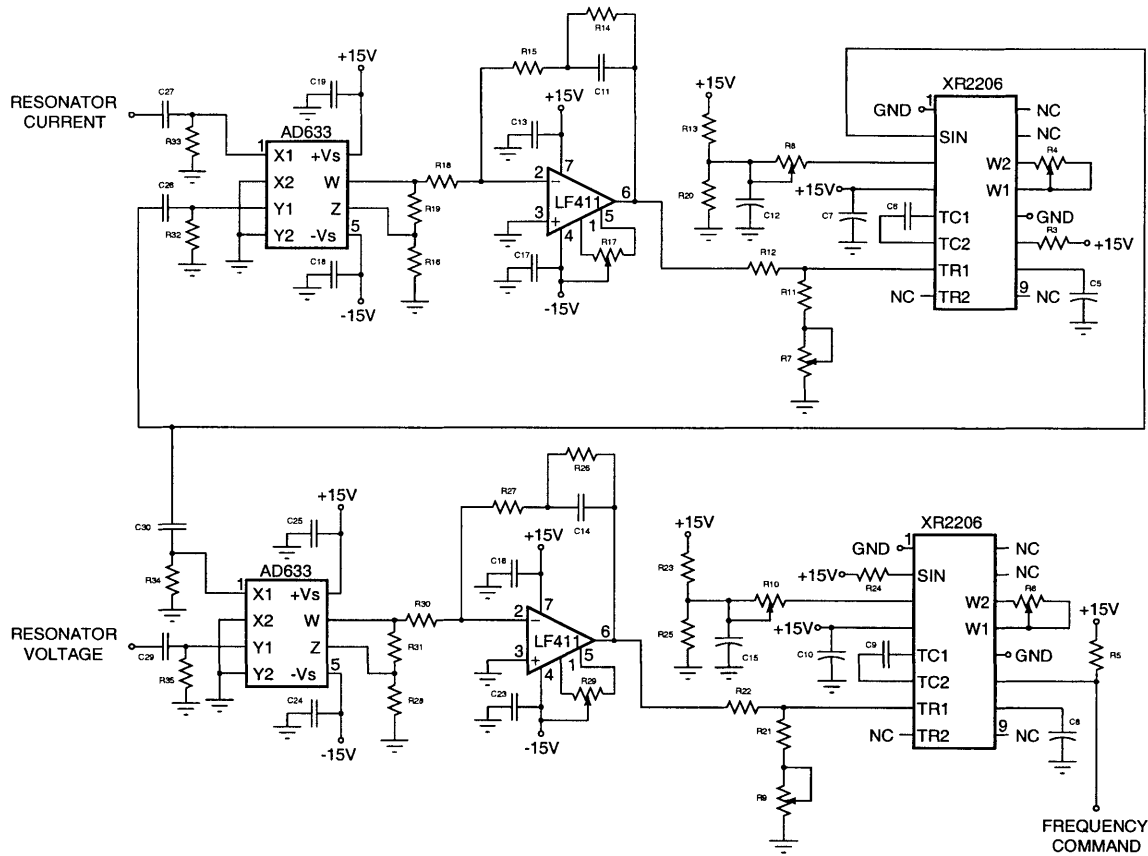 R14
R15
C11
+15V
C19
C27
RESONATOR
CURRENT
R33
1
AD633
X1 +Vs
X2 W
Y1 Z
Y2 -Vs
5
C18
-15V
R32
R18
R19
R16
+15V
C13
2
7
LF411
6
3
4
1
5
R17
C17
-15V
+15V
R13
R20
C12
R12
R11
R7
XR2206
GND
1
NC
SIN
NC
W2
R4
+15V
W1
C7
TC1
GND
TC2
R3
+15V
TR1
NC
TR2
9
NC
C5
R26
R27
C14
+15V
C25
C30
R34
1
AD633
X1 +Vs
X2 W
Y1 Z
Y2 -Vs
5
RESONATOR
VOLTAGE
C29
R35
C24
-15V
R30
R31
+15V
2
7
LF411
6
3
4
1
5
R29
C23
-15V
+15V
R23
R10
R25
C15
R22
R21
R9
XR2206
GND
1
NC
+15V
R24
SIN
NC
W2
+15V
W1
+15V
C10
C9
TC1
GND
R5
TC2
TR1
NC
TR2
9
NC
FREQUENCY
COMMAND